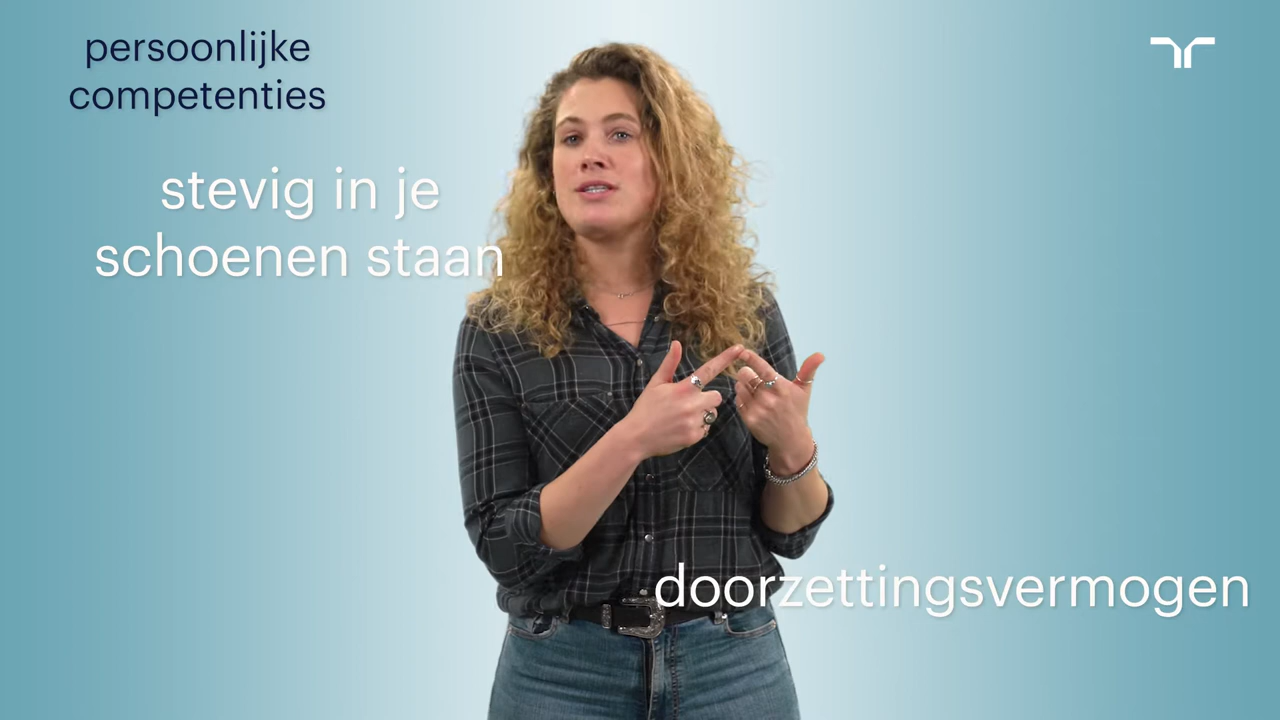 persoonlijke
competenties
stevig in je
schoenen staan
doorzettingsvermogen